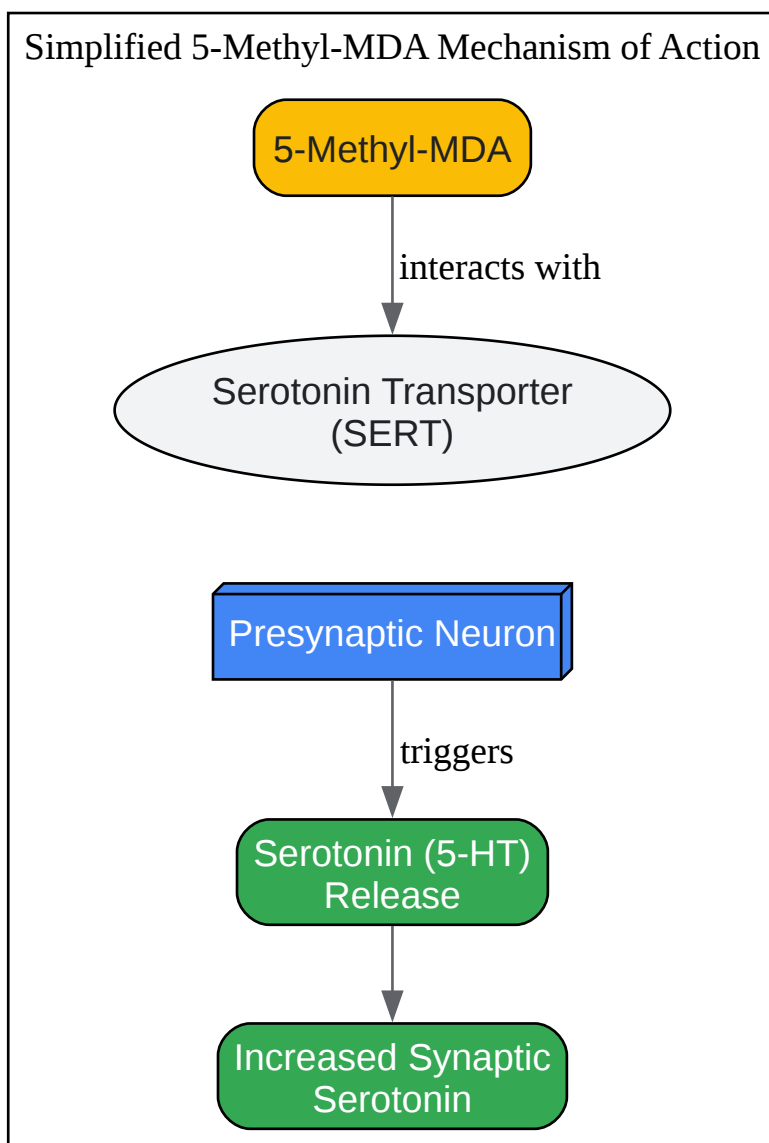 Simplified 5-Methyl-MDA Mechanism of Action
5-Methyl-MDA
interacts with
Serotonin Transporter
(SERT)
Presynaptic Neuron
triggers
Serotonin (5-HT)
Release
Increased Synaptic
Serotonin